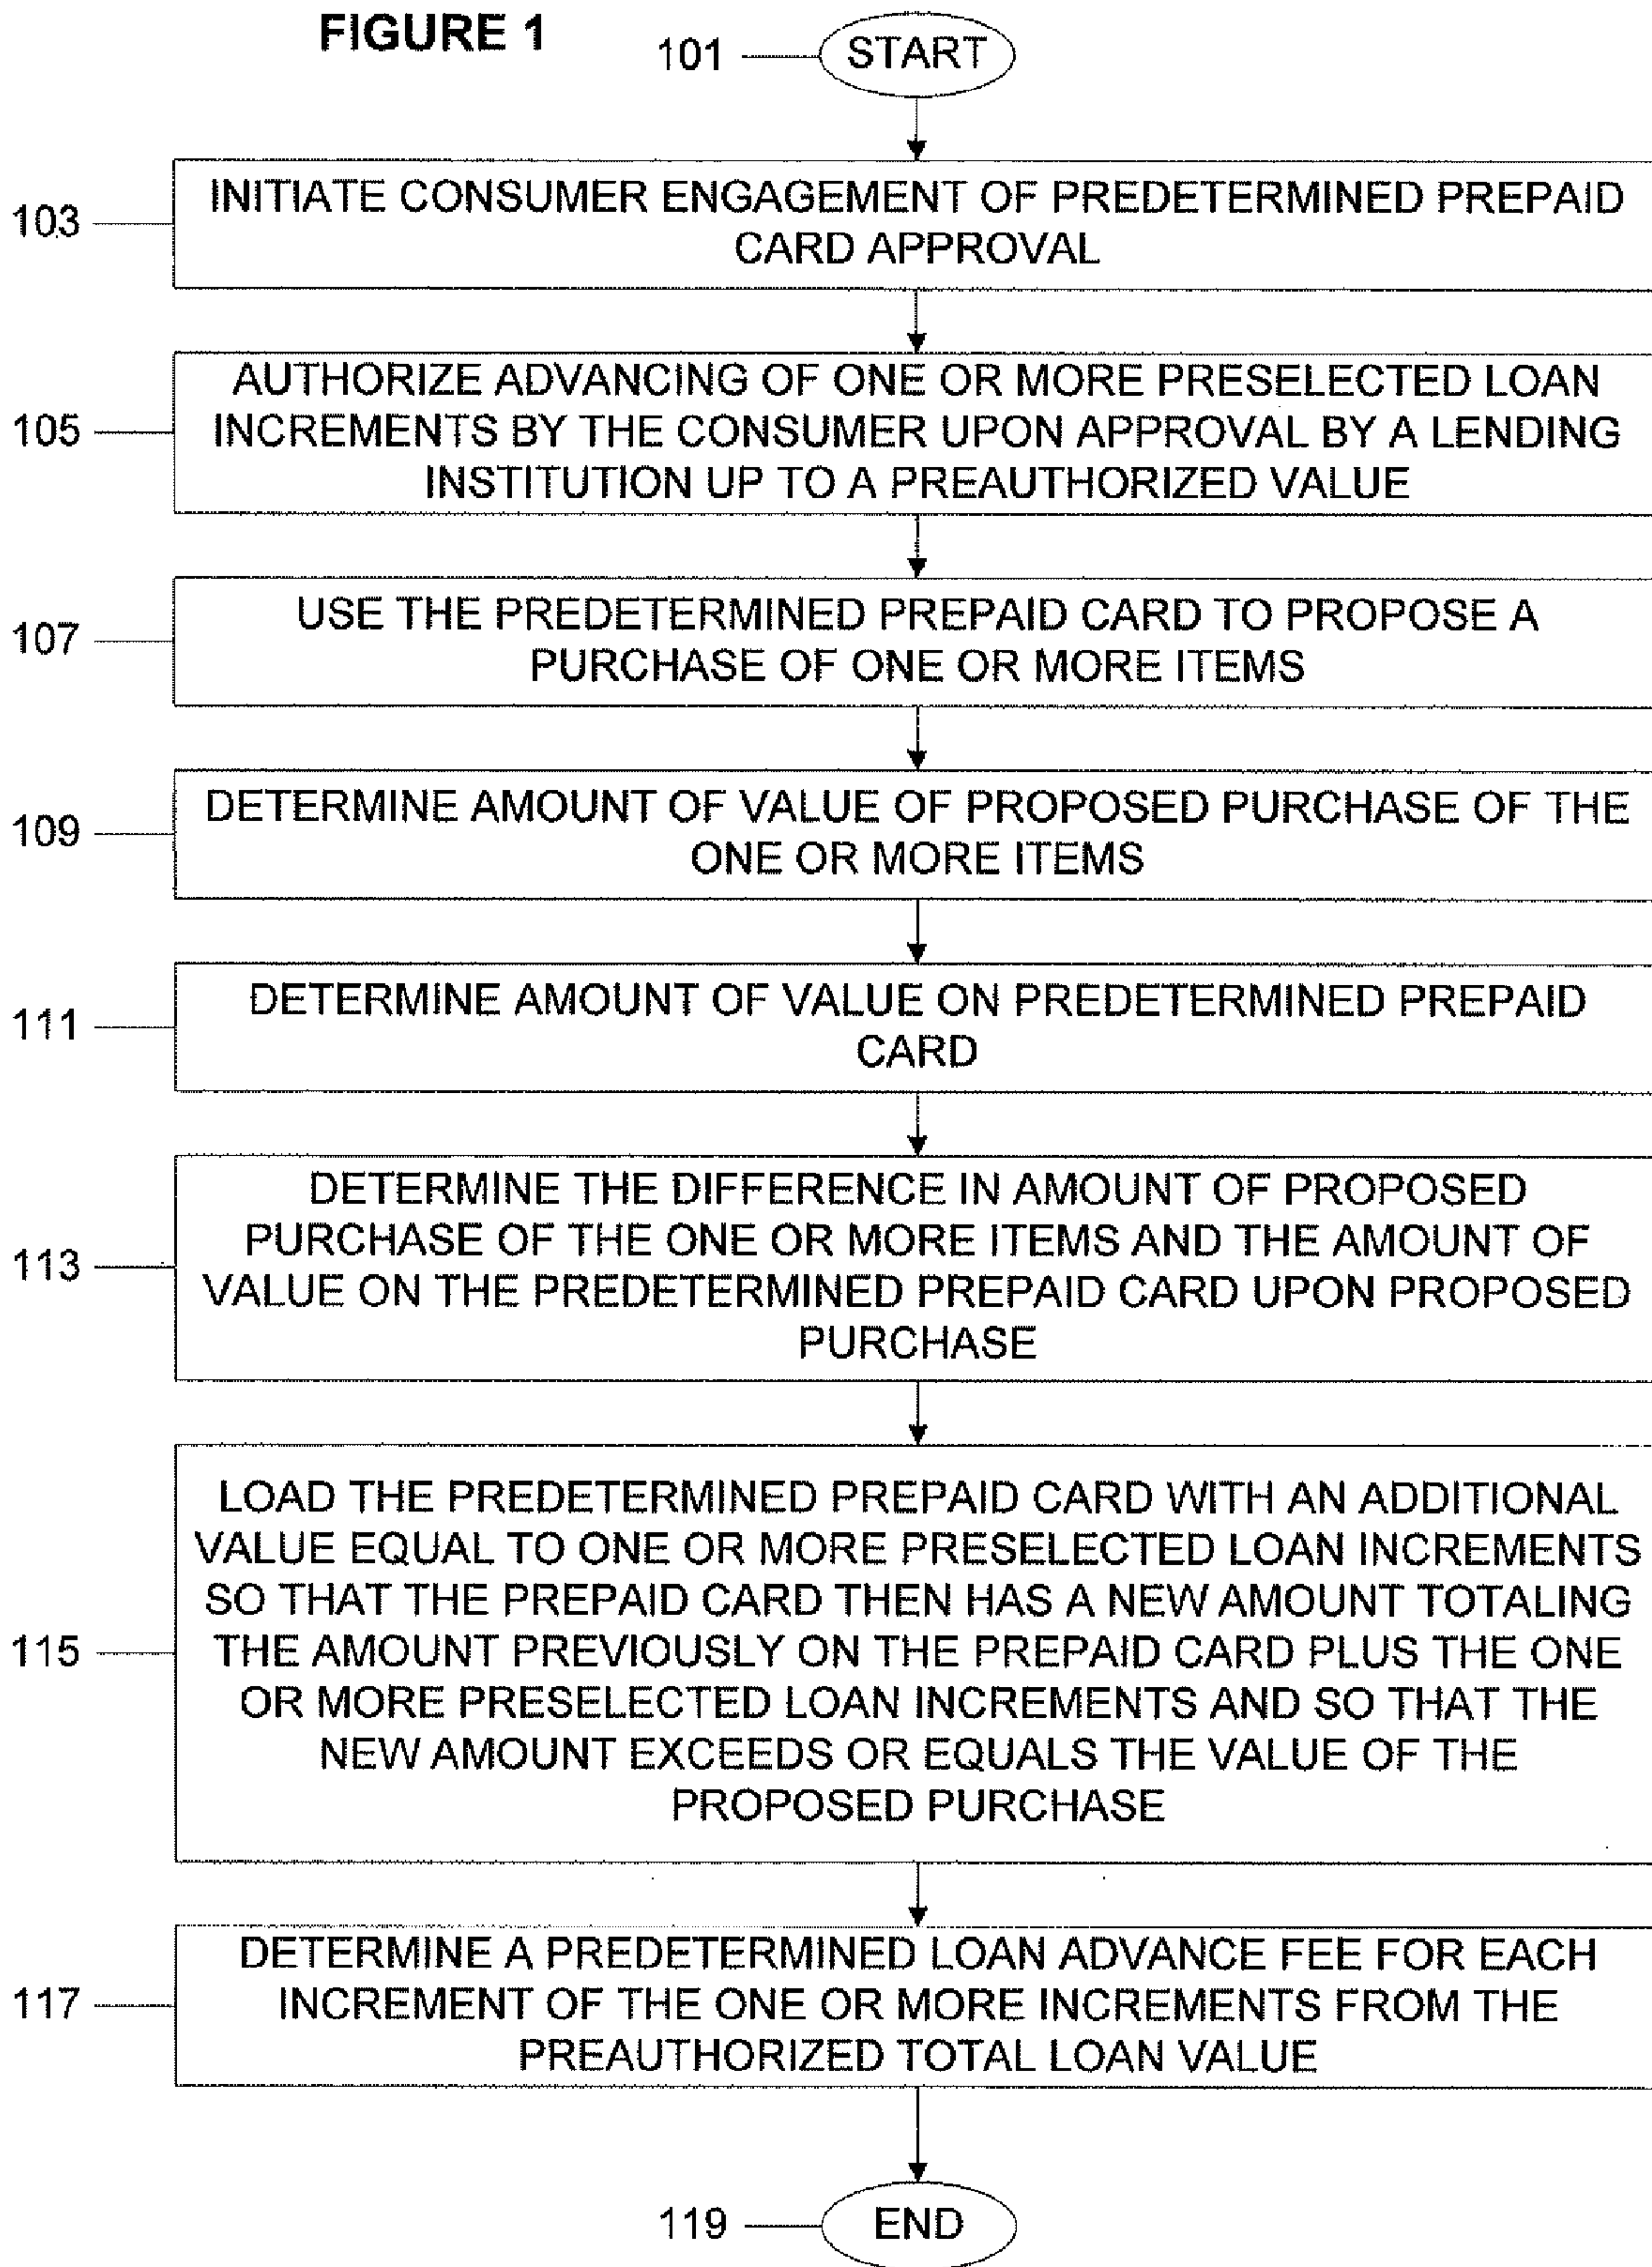 FIGURE 1
101
START
103
INITIATE CONSUMER ENGAGEMENT OF PREDETERMINED PREPAID
CARD APPROVAL
105
AUTHORIZE ADVANCING OF ONE OR MORE PRESELECTED LOAN
INCREMENTS BY THE CONSUMER UPON APPROVAL BY A LENDING
INSTITUTION UP TO A PREAUTHORIZED VALUE
107
USE THE PREDETERMINED PREPAID CARD TO PROPOSE A
PURCHASE OF ONE OR MORE ITEMS
109
DETERMINE AMOUNT OF VALUE OF PROPOSED PURCHASE OF THE
ONE OR MORE ITEMS
111
DETERMINE AMOUNT OF VALUE ON PREDETERMINED PREPAID
CARD
113
DETERMINE THE DIFFERENCE IN AMOUNT OF PROPOSED
PURCHASE OF THE ONE OR MORE ITEMS AND THE AMOUNT OF
VALUE ON THE PREDETERMINED PREPAID CARD UPON PROPOSED
PURCHASE
115
LOAD THE PREDETERMINED PREPAID CARD WITH AN ADDITIONAL
VALUE EQUAL TO ONE OR MORE PRESELECTED LOAN INCREMENTS
SO THAT THE PREPAID CARD THEN HAS A NEW AMOUNT TOTALING
THE AMOUNT PREVIOUSLY ON THE PREPAID CARD PLUS THE ONE
OR MORE PRESELECTED LOAN INCREMENTS AND SO THAT THE
NEW AMOUNT EXCEEDS OR EQUALS THE VALUE OF THE
PROPOSED PURCHASE
117
DETERMINE A PREDETERMINED LOAN ADVANCE FEE FOR EACH
INCREMENT OF THE ONE OR MORE INCREMENTS FROM THE
PREAUTHORIZED TOTAL LOAN VALUE
119
END